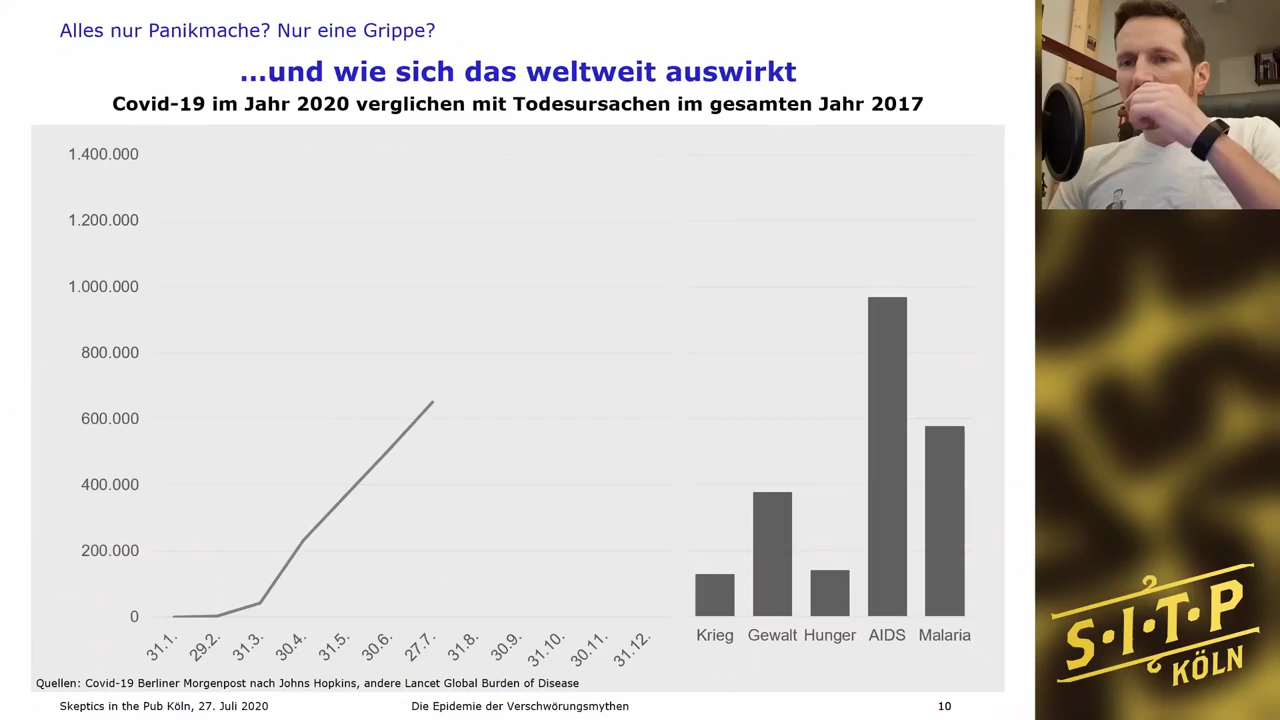 Alles nur Panikmache? Nur eine Grippe?
...und wie sich das weltweit auswirkt
Covid-19 im Jahr 2020 verglichen mit Todesursachen im gesamten Jahr 2017
1.400.000
1.200.000
1.000.000
800.000
600.000
400.000
200.000
0
31.1. 29.2. 31.3. 30.4. 31.5. 30.6. 27.7. 31.8. 30.9. 31.10. 30.11. 31.12.
Krieg Gewalt Hunger AIDS Malaria
Quellen: Covid-19 Berliner Morgenpost nach Johns Hopkins, andere Lancet Global Burden of Disease
Skeptics in the Pub Köln, 27. Juli 2020 Die Epidemie der Verschwörungsmythen 10
S·I·T·P
KÖLN